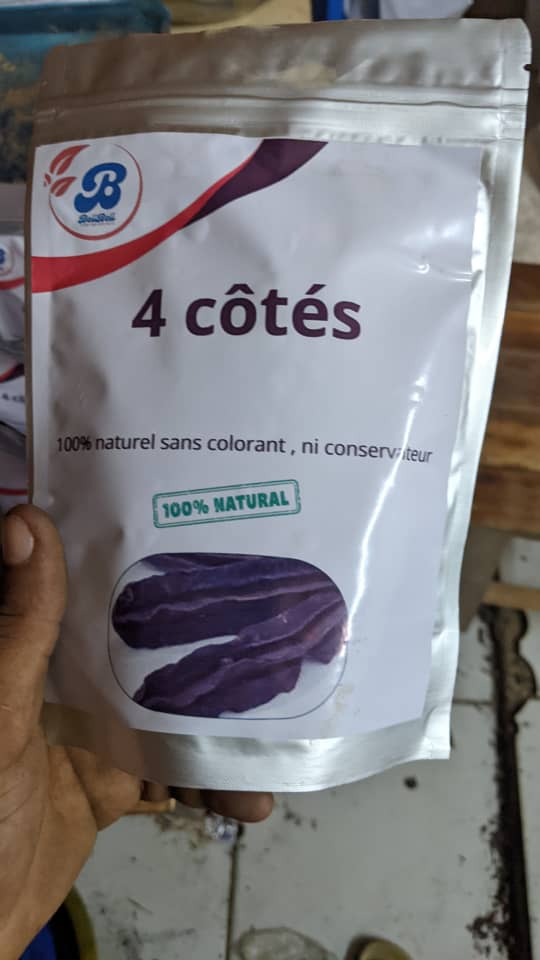 B
4 côtés
100% naturel sans colorant , ni conservateur
100% NATURAL